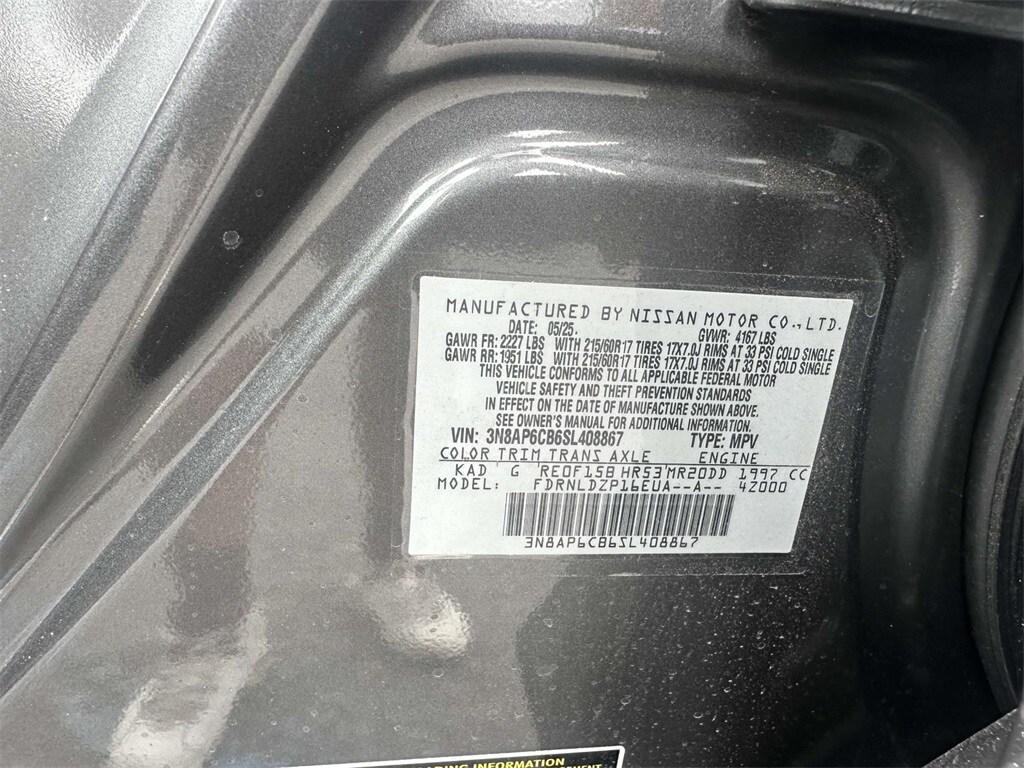 MANUFACTURED BY NISSAN MOTOR CO., LTD.
DATE: 05/25. GVWR: 4167 LBS
GAWR FR: 2227 LBS WITH 215/60R17 TIRES 17X7.0J RIMS AT 33 PSI COLD SINGLE
GAWR RR: 1951 LBS WITH 215/60R17 TIRES 17X7.0J RIMS AT 33 PSI COLD SINGLE
THIS VEHICLE CONFORMS TO ALL APPLICABLE FEDERAL MOTOR
VEHICLE SAFETY AND THEFT PREVENTION STANDARDS
IN EFFECT ON THE DATE OF MANUFACTURE SHOWN ABOVE.
SEE OWNER'S MANUAL FOR ADDITIONAL INFORMATION.
VIN: 3N8AP6CB6SL408867 TYPE: MPV
COLOR TRIM TRANS AXLE ENGINE
KAD G RE0F15B HR53 MR20DD 1997 CC
MODEL: FDRNLDZP16EUA--A-- 4Z000
3N8AP6CB6SL408867
INFORMATION